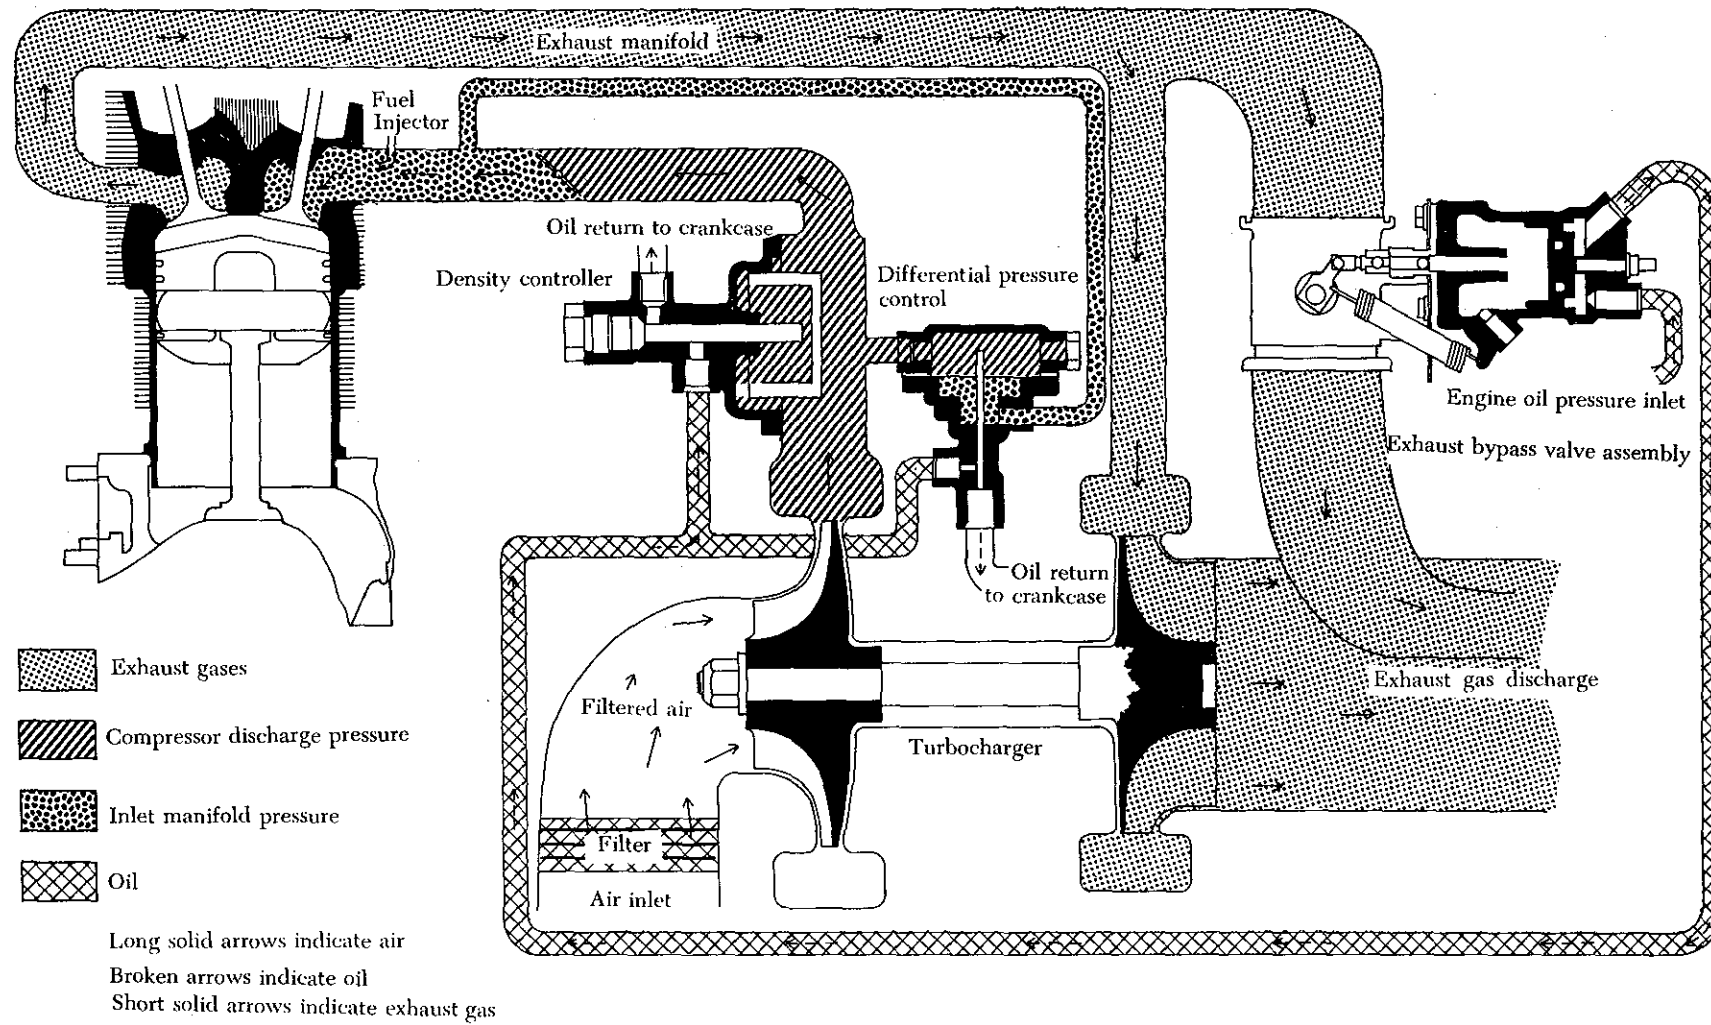 Exhaust manifold
Fuel
Injector
Oil return to crankcase
Density controller
Differential pressure
control
Engine oil pressure inlet
Exhaust bypass valve assembly
Oil return
to crankcase
Exhaust gases
Exhaust gas discharge
Filtered air
Compressor discharge pressure
Turbocharger
Inlet manifold pressure
Filter
Oil
Air inlet
Long solid arrows indicate air
Broken arrows indicate oil
Short solid arrows indicate exhaust gas